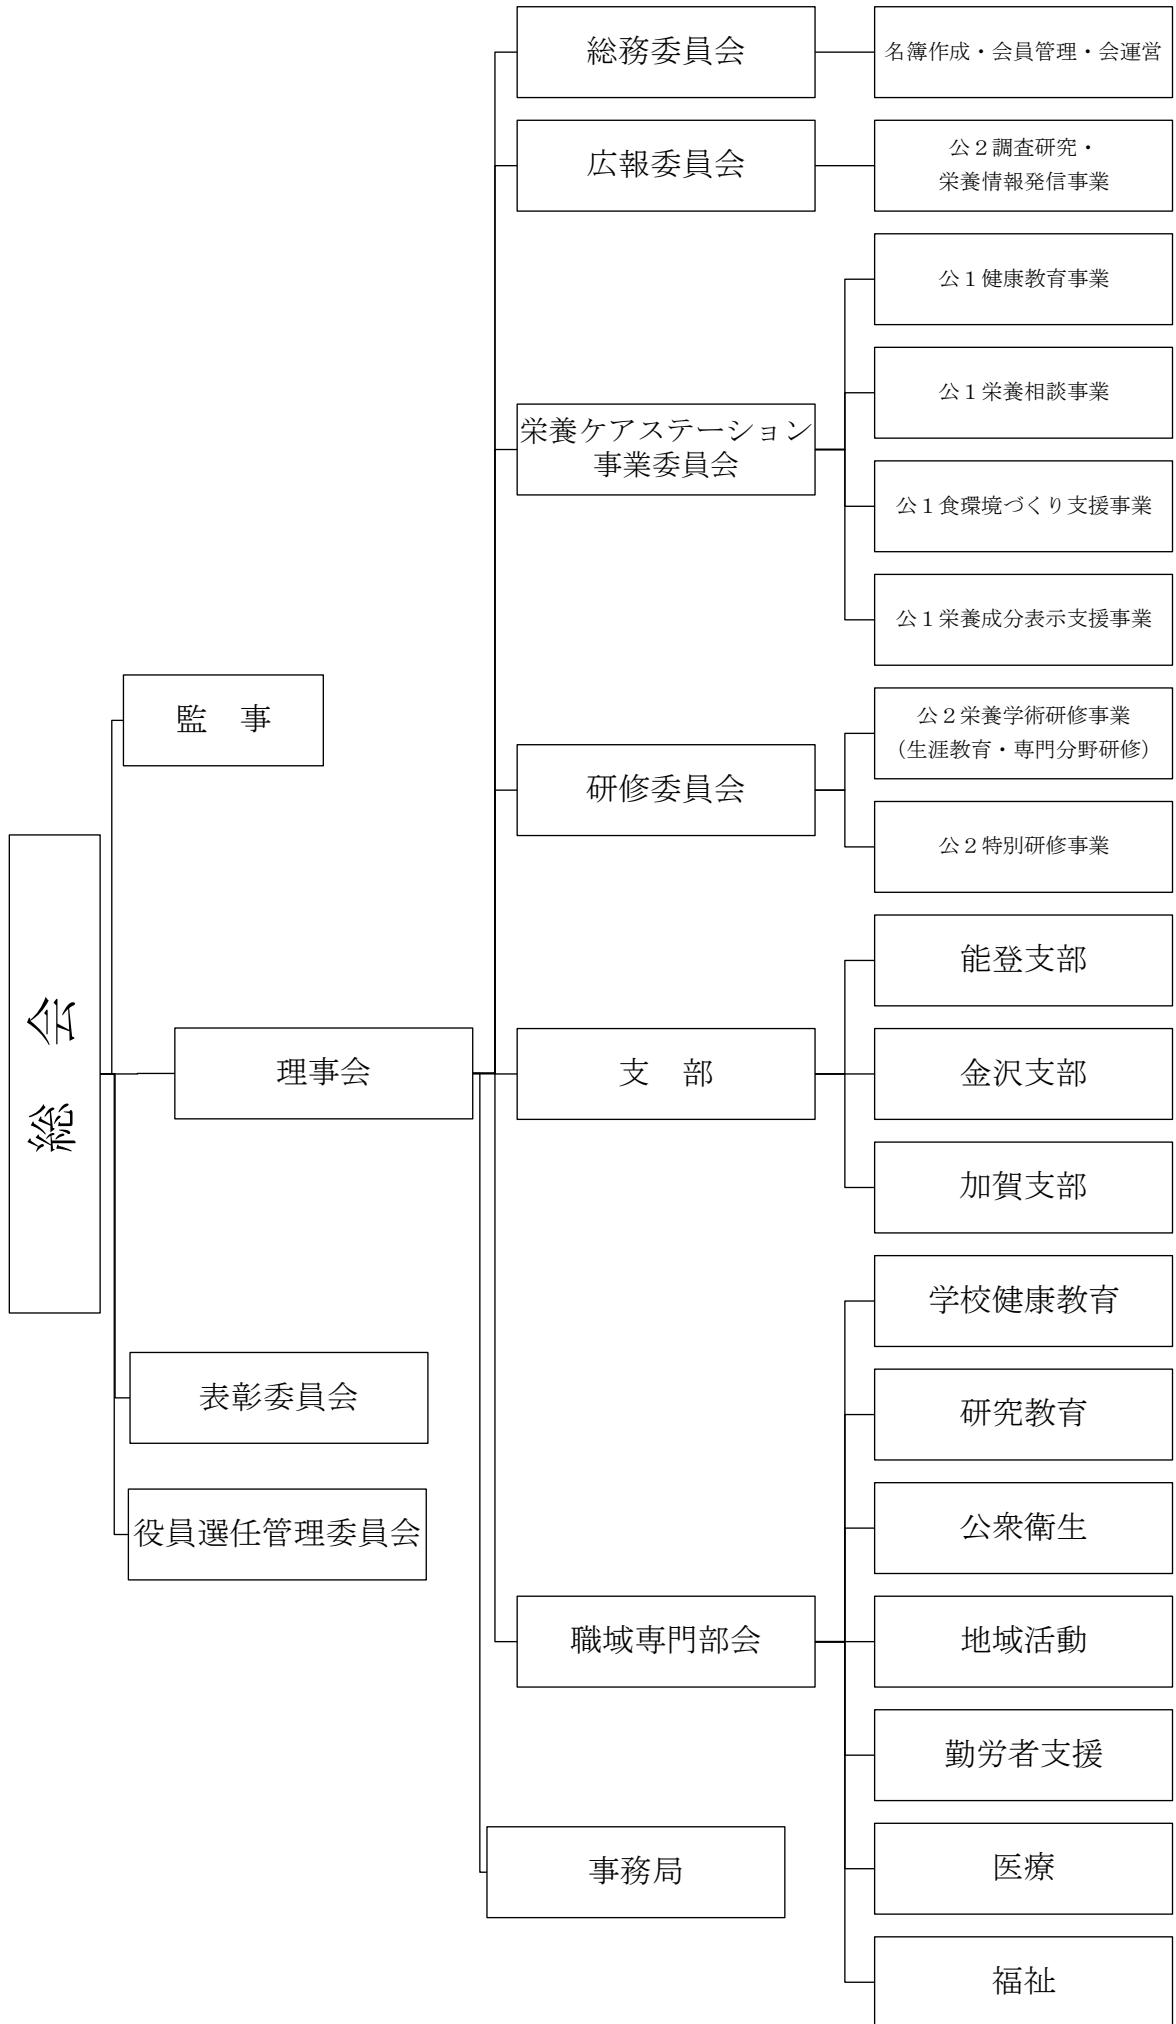 総　会
監　事
理事会
表彰委員会
役員選任管理委員会
総務委員会
名簿作成・会員管理・会運営
広報委員会
公２調査研究・
栄養情報発信事業
栄養ケアステーション
事業委員会
公１健康教育事業
公１栄養相談事業
公１食環境づくり支援事業
公１栄養成分表示支援事業
研修委員会
公２栄養学術研修事業
（生涯教育・専門分野研修）
公２特別研修事業
支　部
能登支部
金沢支部
加賀支部
職域専門部会
学校健康教育
研究教育
公衆衛生
地域活動
勤労者支援
医療
福祉
事務局